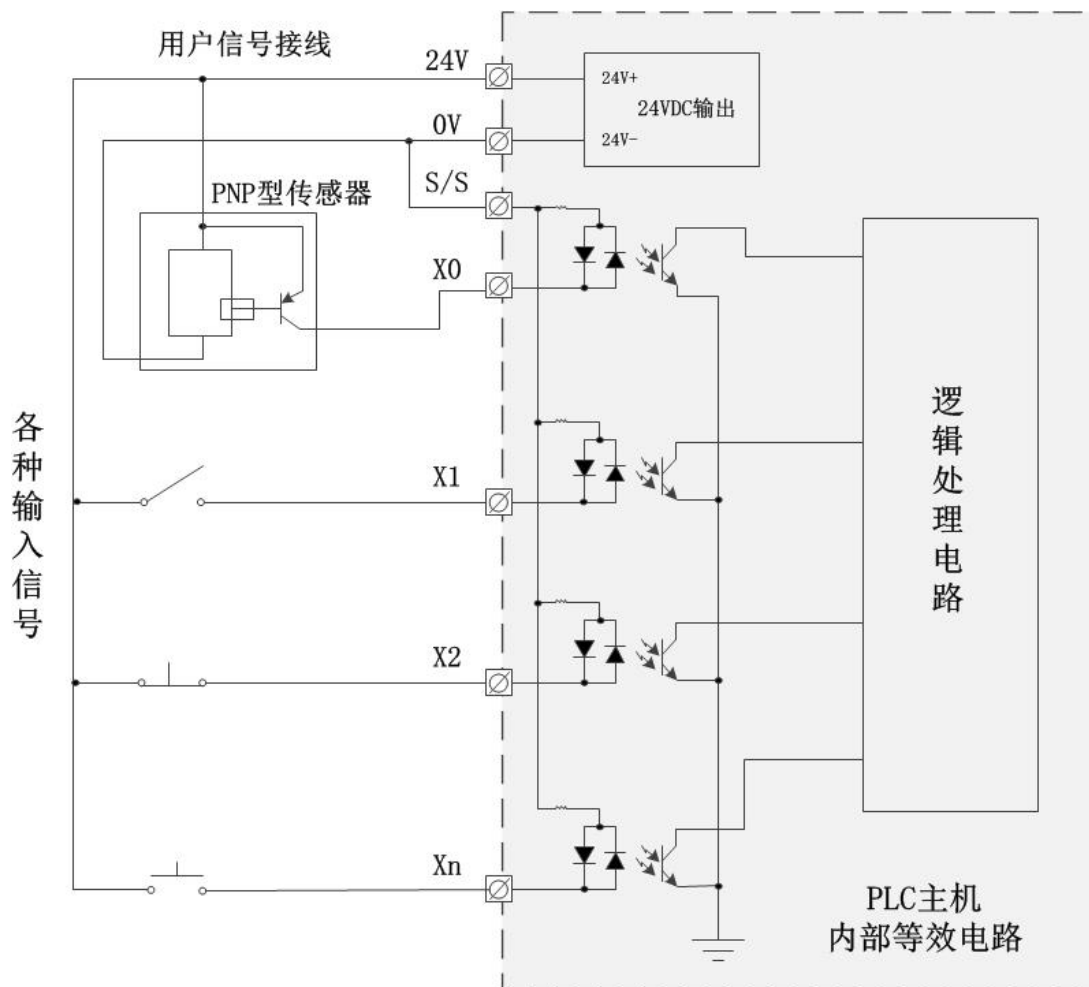 用户信号接线
24V
0V
S/S
24V+
24VDC输出
24V-
PNP型传感器
X0
各种输入信号
X1
X2
Xn
逻辑处理电路
PLC主机
内部等效电路